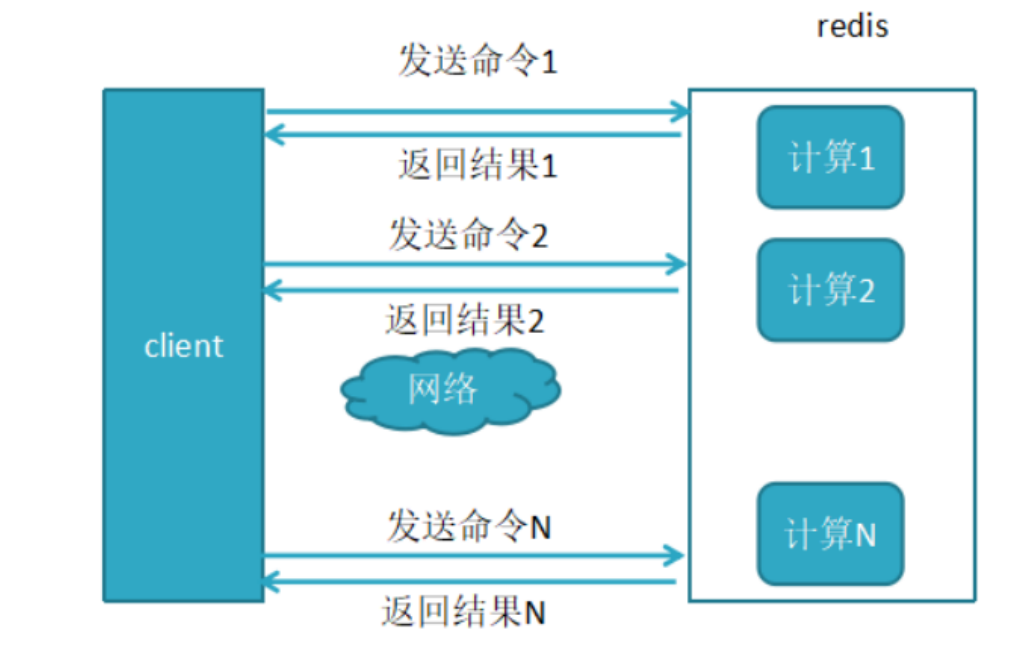 redis
发送命令1
返回结果1
计算1
发送命令2
返回结果2
计算2
client
网络
发送命令N
返回结果N
计算N